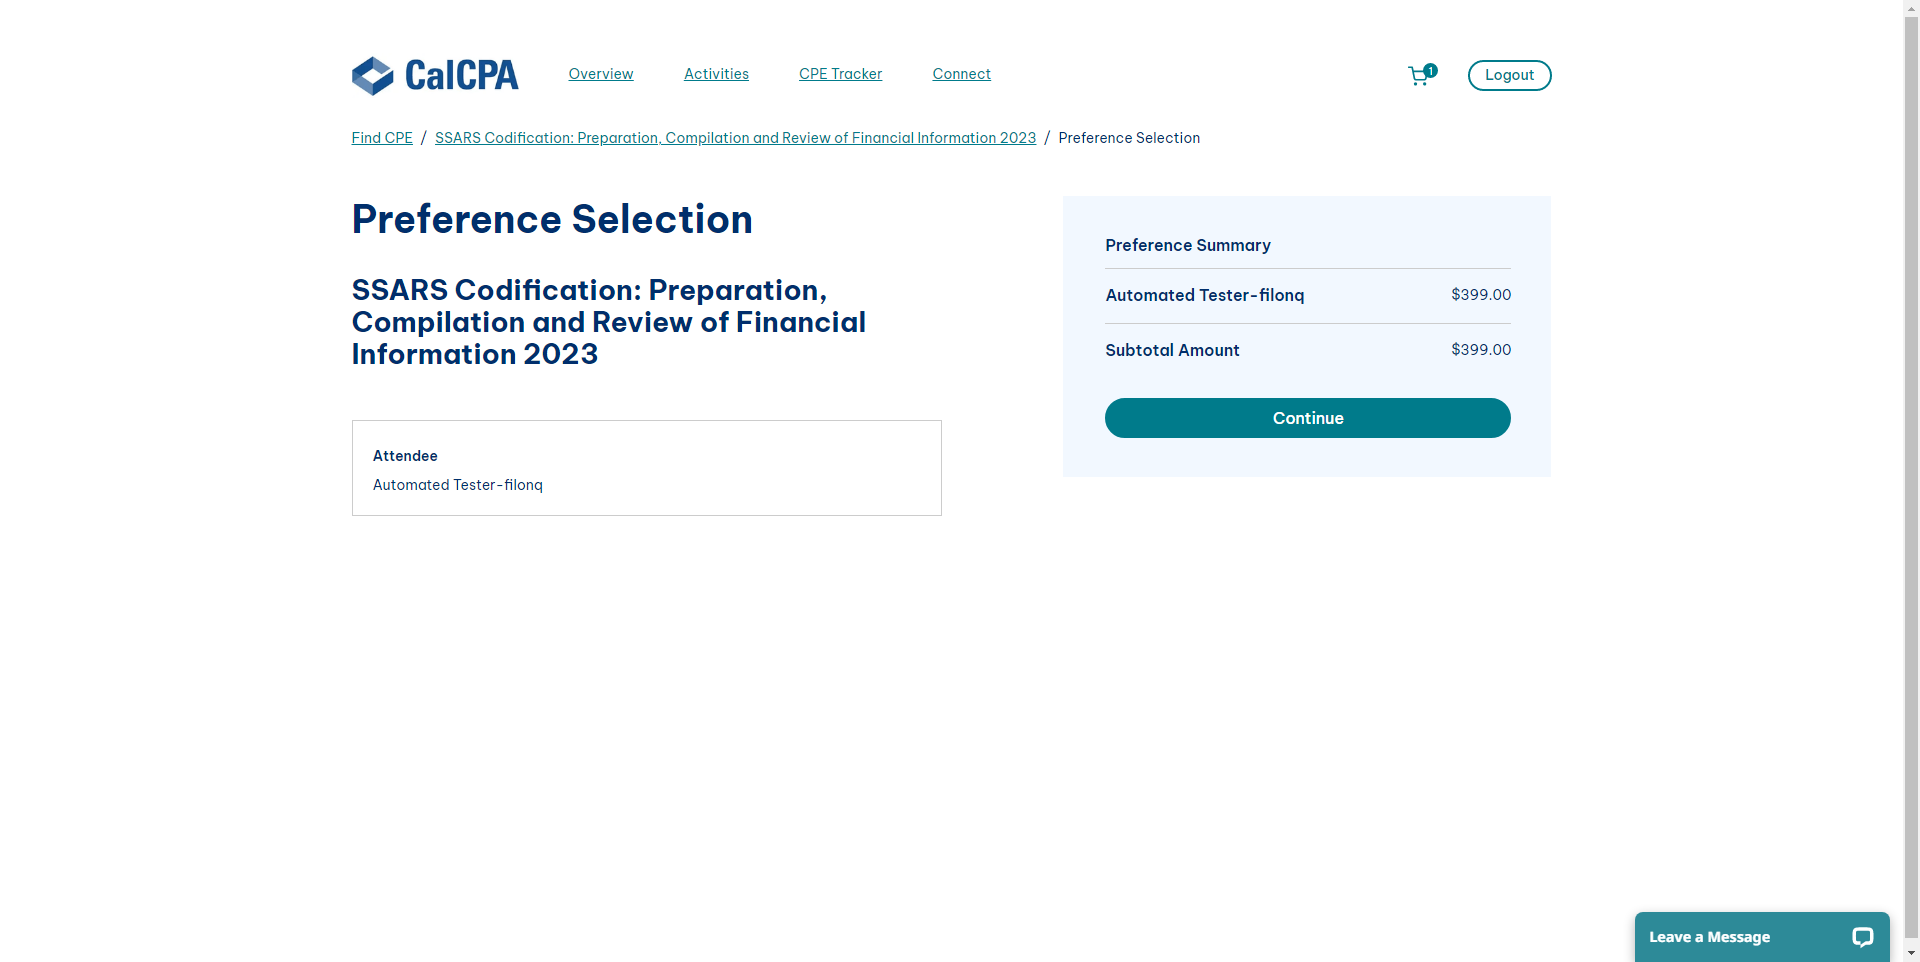 CalCPA
Overview
Activities
CPE Tracker
Connect
1
Logout
Find CPE / SSARS Codification: Preparation, Compilation and Review of Financial Information 2023 / Preference Selection
Preference Selection
SSARS Codification: Preparation,
Compilation and Review of Financial
Information 2023
Attendee
Automated Tester-filonq
Preference Summary
Automated Tester-filonq $399.00
Subtotal Amount $399.00
Continue
Leave a Message